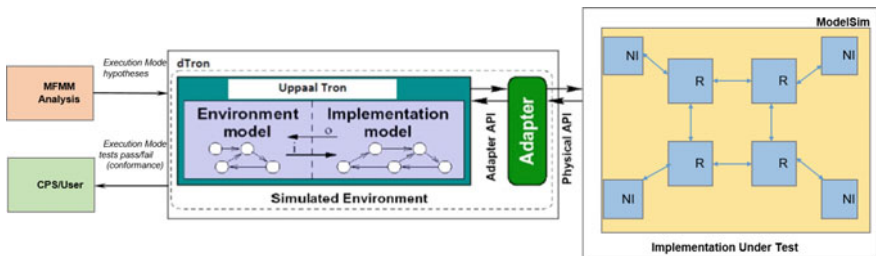 MFMM
Analysis
Execution Mode
hypotheses
CPS/User
Execution Mode
tests pass/fail
(conformance)
dTron
Uppaal Tron
Environment
model
Implementation
model
o
i
Simulated Environment
Adapter API
Adapter
Physical API
ModelSim
NI
NI
R
R
R
R
NI
NI
Implementation Under Test